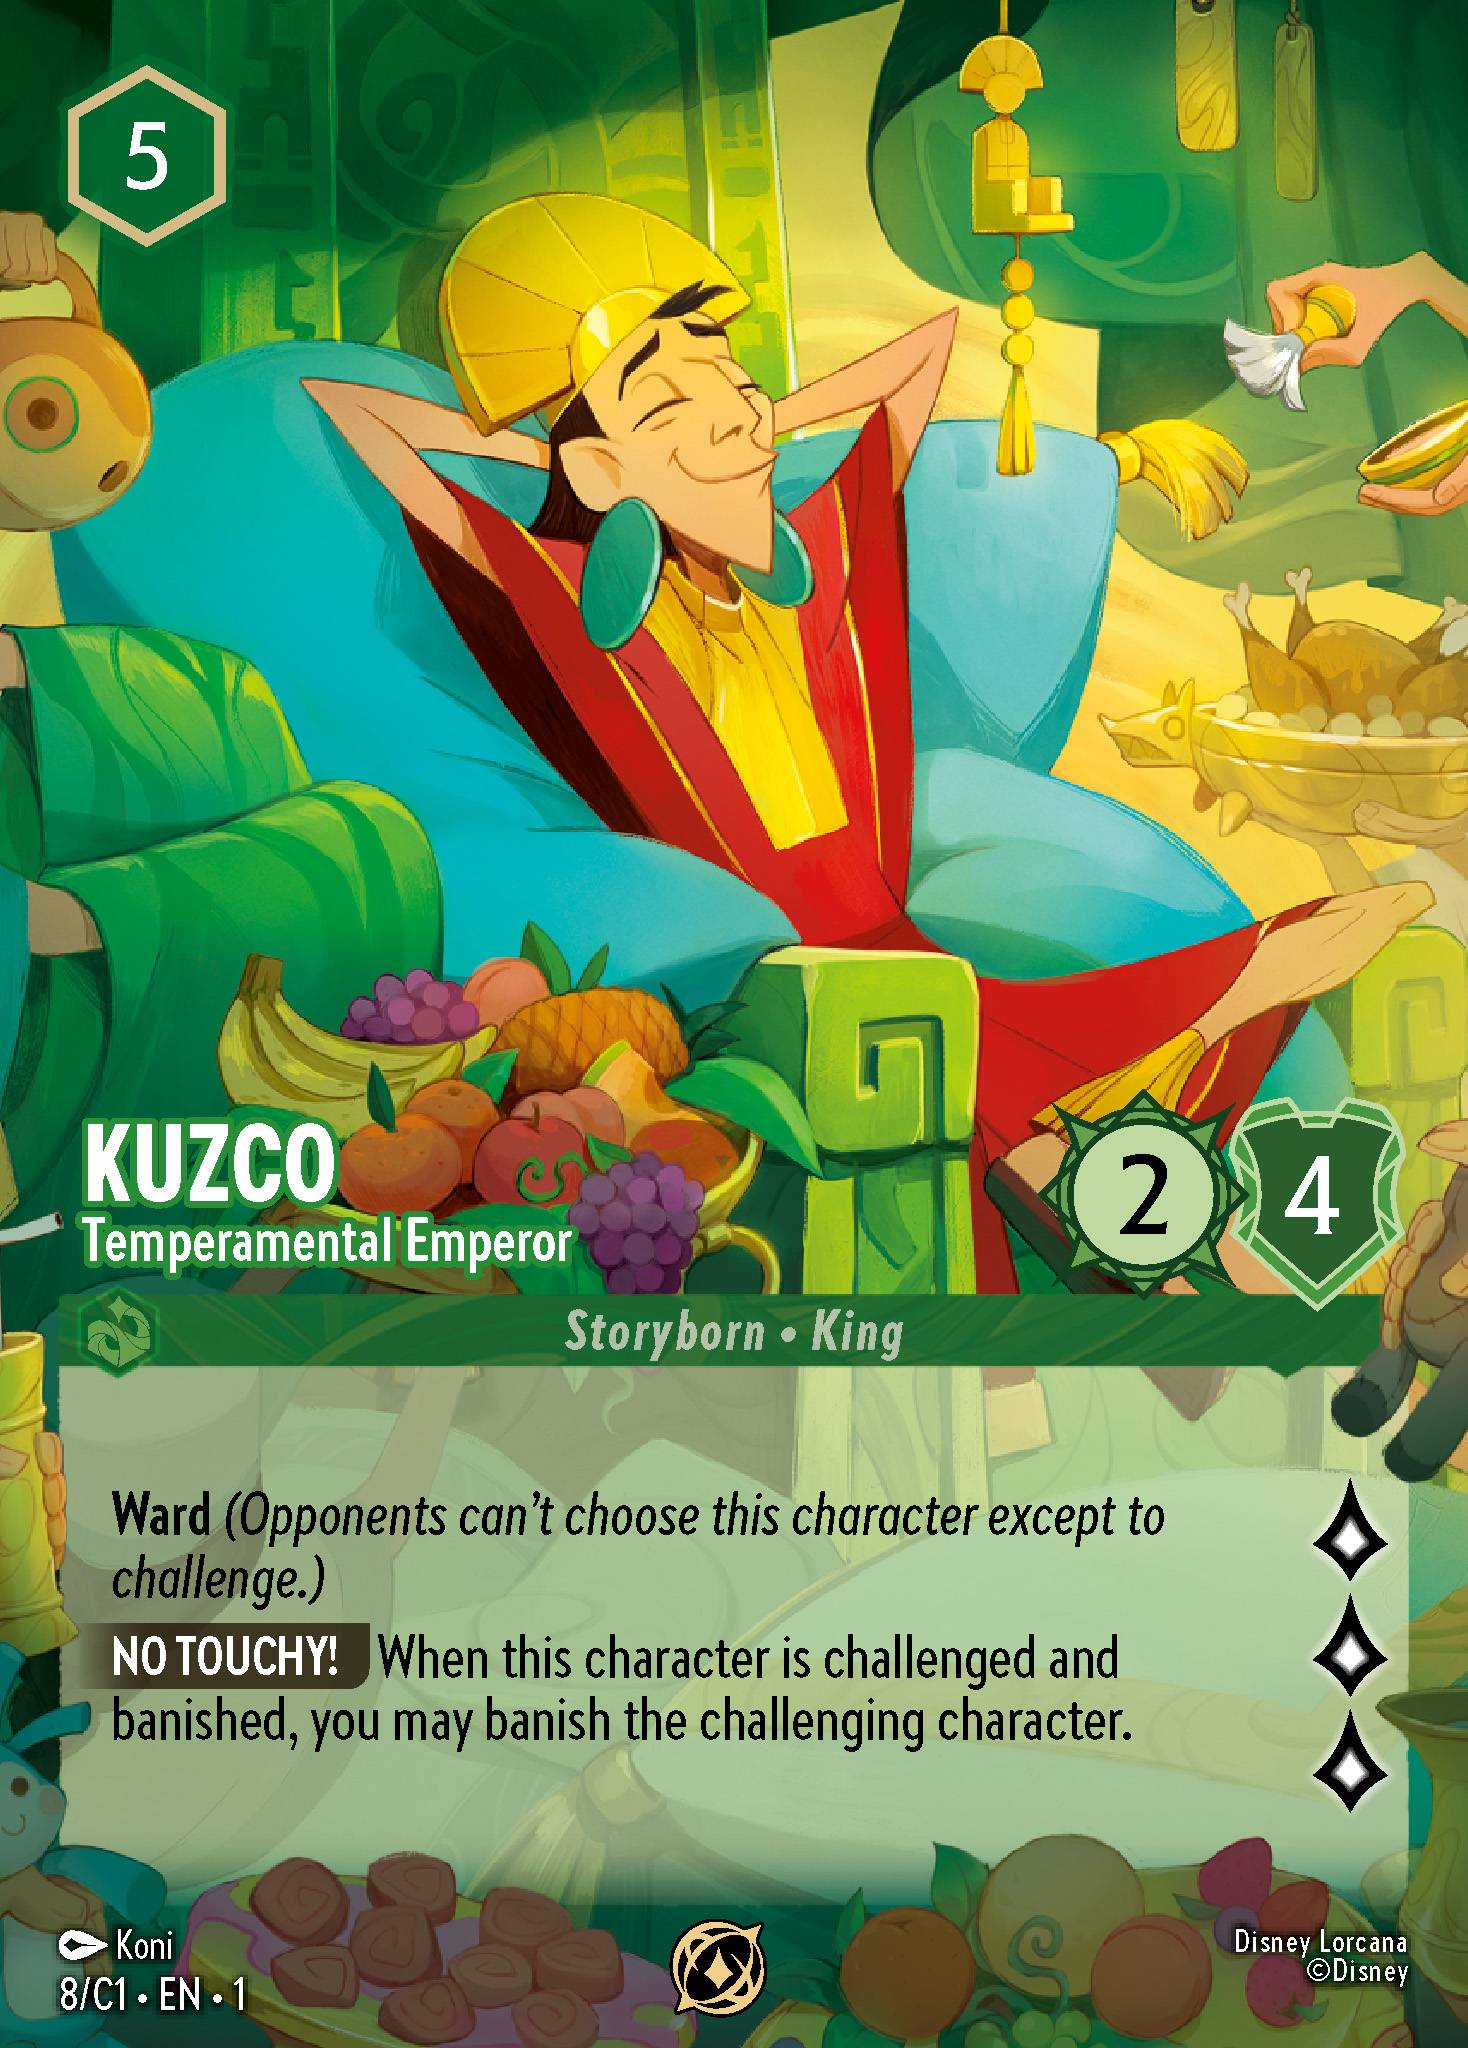 5
KUZCO
Temperamental Emperor
2 4
Storyborn • King
Ward (Opponents can't choose this character except to
challenge.)
NO TOUCHY! When this character is challenged and
banished, you may banish the challenging character.
Koni
8/C1 • EN • 1
Disney Lorcana
©Disney